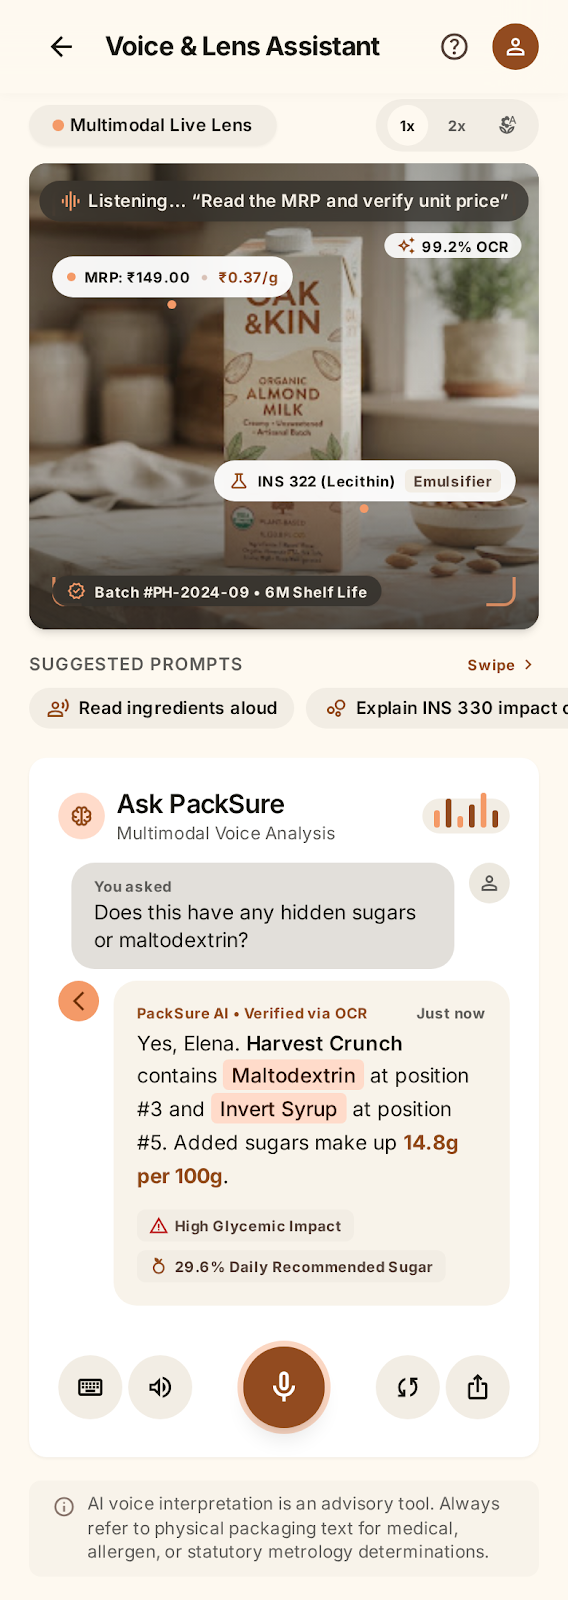 Voice & Lens Assistant
Multimodal Live Lens
1x
2x
Listening... “Read the MRP and verify unit price”
99.2% OCR
MRP: ₹149.00 • ₹0.37/g
OAK
&KIN
ORGANIC
ALMOND
MILK
Creamy • Unsweetened
PLANT-BASED
INS 322 (Lecithin) Emulsifier
Batch #PH-2024-09 • 6M Shelf Life
SUGGESTED PROMPTS
Swipe
Read ingredients aloud
Explain INS 330 impact
Ask PackSure
Multimodal Voice Analysis
You asked
Does this have any hidden sugars
or maltodextrin?
PackSure AI • Verified via OCR
Just now
Yes, Elena. Harvest Crunch
contains Maltodextrin at position
#3 and Invert Syrup at position
#5. Added sugars make up 14.8g
per 100g.
High Glycemic Impact
29.6% Daily Recommended Sugar
AI voice interpretation is an advisory tool. Always
refer to physical packaging text for medical,
allergen, or statutory metrology determinations.